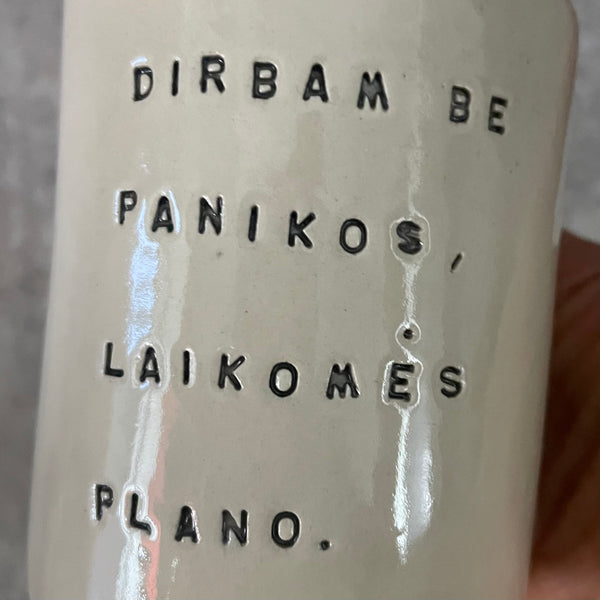 DIRBAM BE
PANIKOS,
LAIKOMĖS
PLANO.